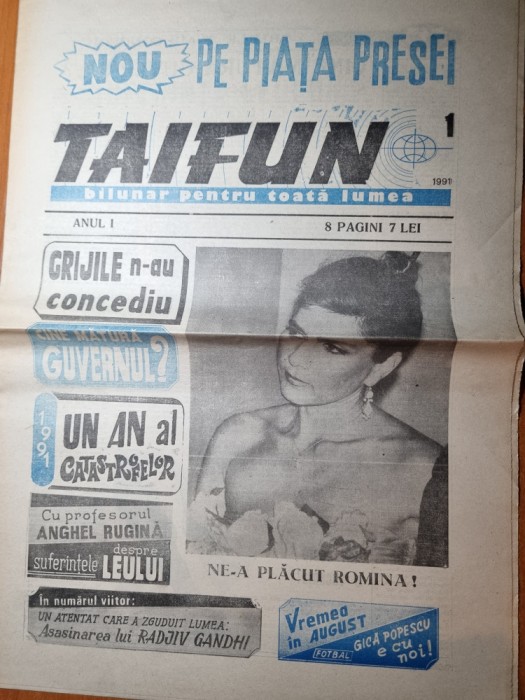 NOU PE PIAȚA PRESEI
TAIFUN
1
1991
bilunar pentru toată lumea
ANUL I
8 PAGINI 7 LEI
GRIJILE n-au
concediu
CINE MATURĂ
GUVERNUL?
1991
UN AN al
CATASTROFELOR
Cu profesorul
ANGHEL RUGINĂ
despre
suferințele LEULUI
NE-A PLĂCUT ROMINA!
În numărul viitor:
UN ATENTAT CARE A ZGUDUIT LUMEA:
Asasinarea lui RADJIV GANDHI
Vremea
în AUGUST
FOTBAL
GICĂ POPESCU
e cu
noi!